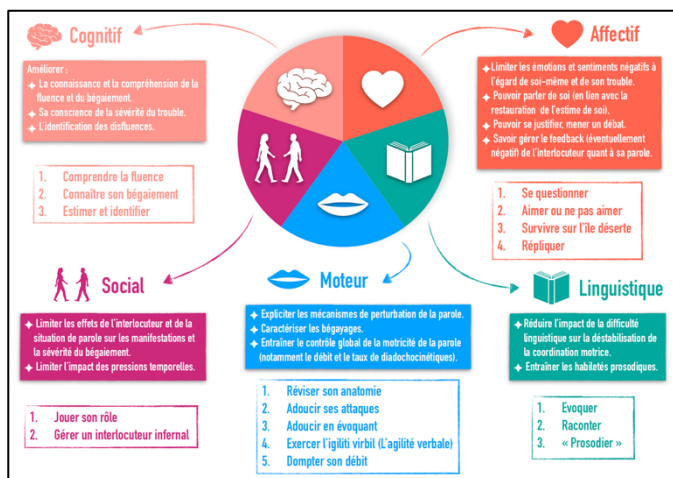 Cognitif
Améliorer :
La connaissance et la compréhension de la
fluence et du bégaiement.
Sa conscience de la sévérité du trouble.
L'identification des disfluences.
1. Comprendre la fluence
2. Connaître son bégaiement
3. Estimer et identifier
Affectif
Limiter les émotions et sentiments négatifs à
l'égard de soi-même et de son trouble.
Pouvoir parler de soi (en lien avec la
restauration de l'estime de soi).
Pouvoir se justifier, mener un débat.
Savoir gérer le feedback (éventuellement
négatif) de l'interlocuteur quant à sa parole.
1. Se questionner
2. Aimer ou ne pas aimer
3. Survivre sur l'île déserte
4. Répliquer
Social
Limiter les effets de l'interlocuteur et de la
situation de parole sur les manifestations et
la sévérité du bégaiement.
Limiter l'impact des pressions temporelles.
1. Jouer son rôle
2. Gérer un interlocuteur infernal
Moteur
Expliciter les mécanismes de perturbation de la parole.
Caractériser les bégayages.
Entraîner le contrôle global de la motricité de la parole
(notamment le débit et le taux de diadochocinétiques).
1. Réviser son anatomie
2. Adoucir ses attaques
3. Adoucir en évoquant
4. Exercer l'igiliti virbil (L'agilité verbale)
5. Dompter son débit
Linguistique
Réduire l'impact de la difficulté
linguistique sur la déstabilisation de
la coordination motrice.
Entraîner les habiletés prosodiques.
1. Evoquer
2. Raconter
3. « Prosodier »